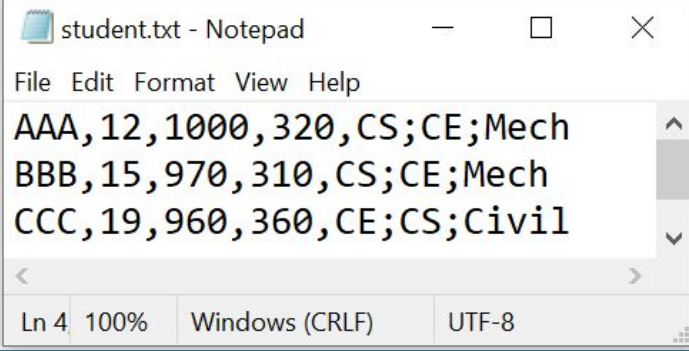 student.txt - Notepad
File Edit Format View Help
AAA,12,1000,320,CS;CE;Mech
BBB,15,970,310,CS;CE;Mech
CCC,19,960,360,CE;CS;Civil
Ln 4, 100% Windows (CRLF) UTF-8